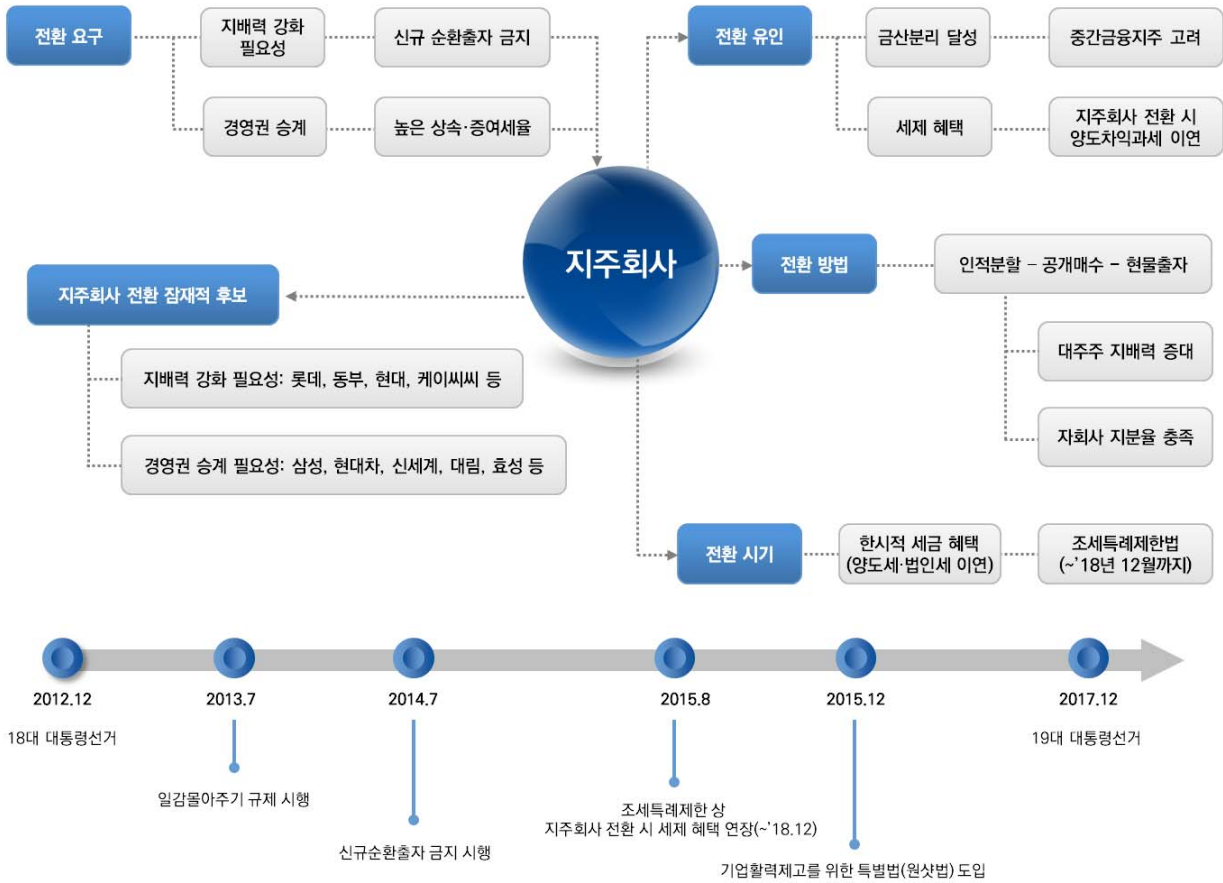 전환 요구
지배력 강화
필요성
신규 순환출자 금지
경영권 승계
높은 상속·증여세율
전환 유인
금산분리 달성
중간금융지주 고려
세제 혜택
지주회사 전환 시
양도차익과세 이연
지주회사
전환 방법
인적분할 – 공개매수 – 현물출자
대주주 지배력 증대
자회사 지분율 충족
지주회사 전환 잠재적 후보
지배력 강화 필요성: 롯데, 동부, 현대, 케이씨씨 등
경영권 승계 필요성: 삼성, 현대차, 신세계, 대림, 효성 등
전환 시기
한시적 세금 혜택
(양도세·법인세 이연)
조세특례제한법
(~'18년 12월까지)
2012.12
2013.7
2014.7
2015.8
2015.12
2017.12
18대 대통령선거
19대 대통령선거
일감몰아주기 규제 시행
신규순환출자 금지 시행
조세특례제한 상
지주회사 전환 시 세제 혜택 연장(~'18.12)
기업활력제고를 위한 특별법(원샷법) 도입